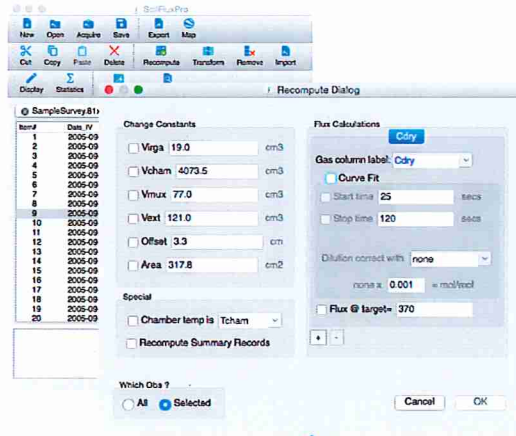 SoilFluxPro
New Open Acquire Save Export Map
Cut Copy Paste Delete Recompute Transform Remove Import
Display Statistics
Recompute Dialog
SampleSurvey.81x
Item# Date_IV
1 2005-09
2 2005-09
3 2005-09
4 2005-09
5 2005-09
6 2005-09
7 2005-09
8 2005-09
9 2005-09
10 2005-09
11 2005-09
12 2005-09
13 2005-09
14 2005-09
15 2005-09
16 2005-09
17 2005-09
18 2005-09
19 2005-09
20 2005-09
Change Constants
Virga 19.0 cm3
Vcham 4073.5 cm3
Vmux 77.0 cm3
Vext 121.0 cm3
Offset 3.3 cm
Area 317.8 cm2
Special
Chamber temp is Tcham
Recompute Summary Records
Which Obs ?
All Selected
Flux Calculations
Cdry
Gas column label: Cdry
Curve Fit
Start time 25 secs
Stop time 120 secs
Dilution correct with none
none x 0.001 = mol/mol
Flux @ target= 370
+ -
Cancel OK